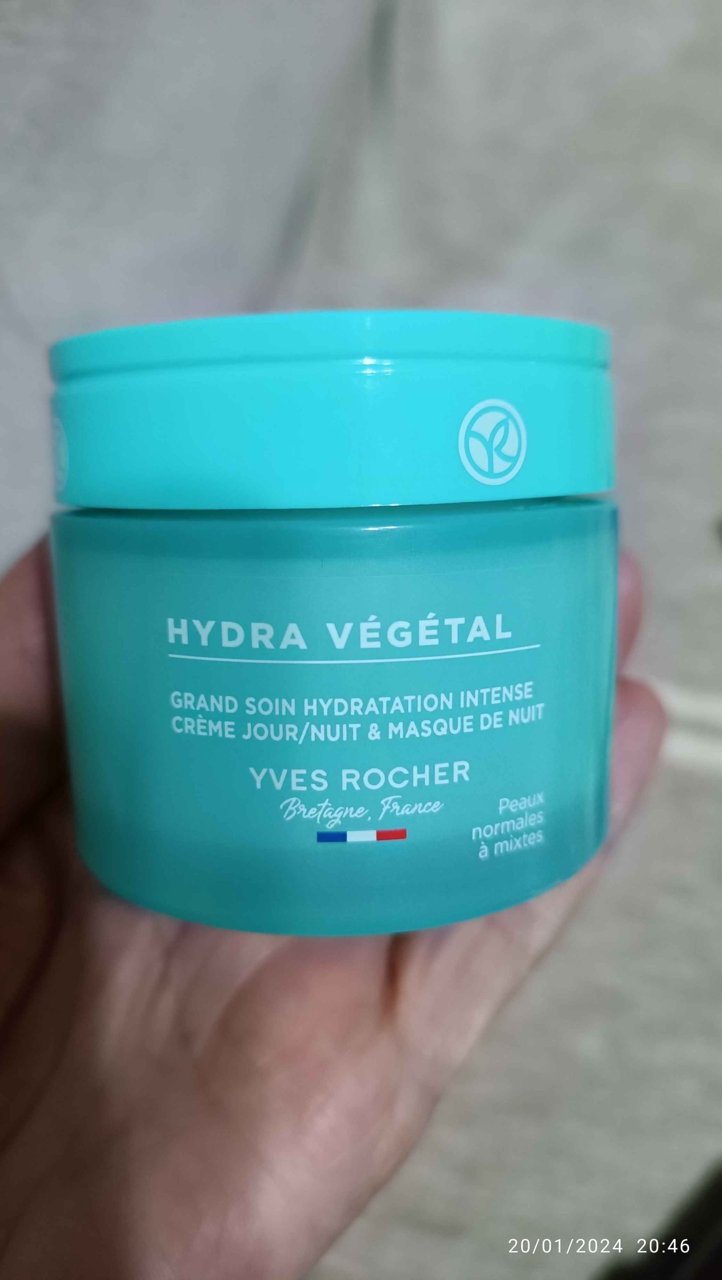 HYDRA VÉGÉTAL
GRAND SOIN HYDRATATION INTENSE
CRÈME JOUR/NUIT & MASQUE DE NUIT
YVES ROCHER
Bretagne, France
Peaux
normales
à mixtes
20/01/2024 20:46